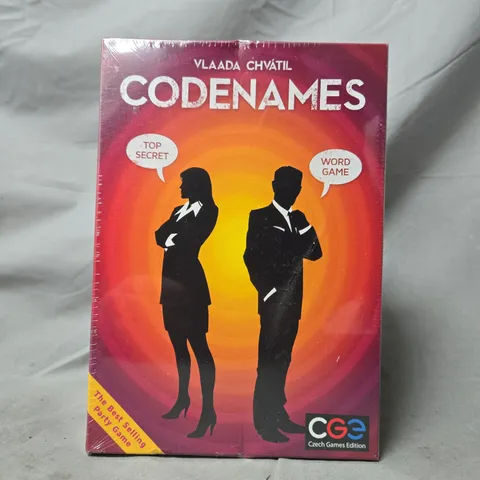 VLAADA CHVÁTIL
CODENAMES
TOP
SECRET
WORD
GAME
The Best Selling
Party Game
CGE
Czech Games Edition